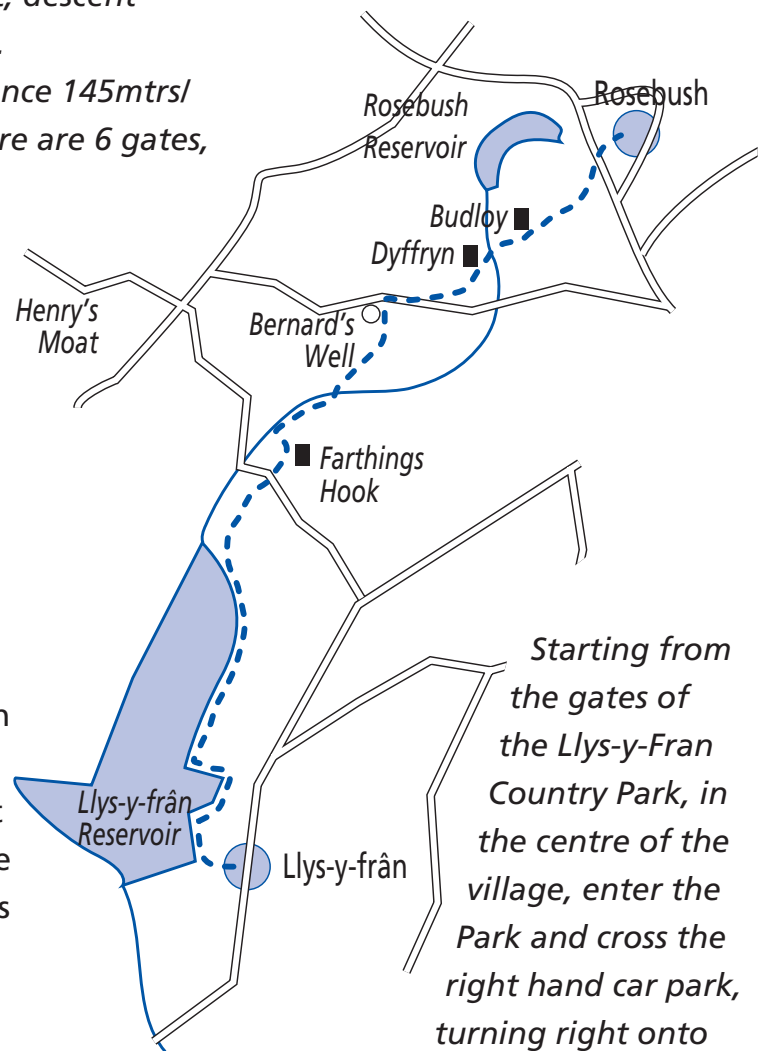 t, descent
.
nce 145mtrs/
re are 6 gates,
Rosebush
Reservoir
Rosebush
Budloy
Dyffryn
Henry's
Moat
Bernard's
Well
Farthings
Hook
n
t
e
s
Llys-y-frân
Reservoir
Llys-y-frân
Starting from
the gates of
the Llys-y-Fran
Country Park, in
the centre of the
village, enter the
Park and cross the
right hand car park,
turning right onto